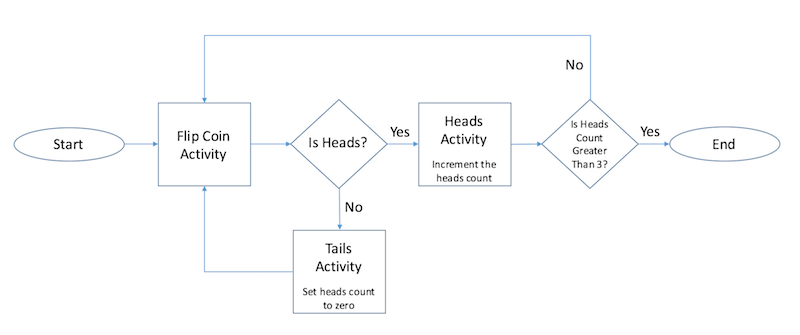 No
Start
Flip Coin
Activity
Is Heads?
Yes
Heads
Activity
Increment the
heads count
Is Heads
Count
Greater
Than 3?
Yes
End
No
Tails
Activity
Set heads count
to zero